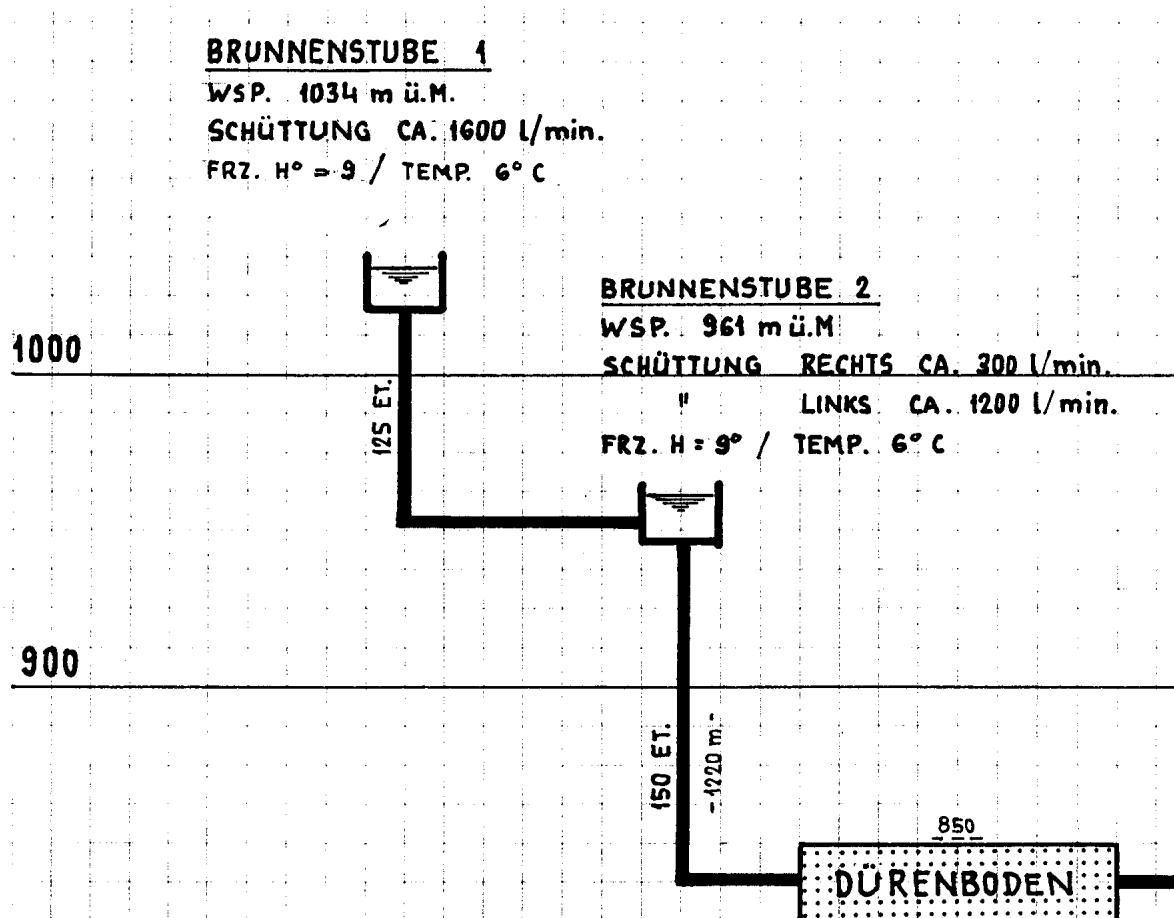 BRUNNENSTUBE 1
WSP. 1034 m ü.M.
SCHÜTTUNG CA. 1600 l/min.
FRZ. H° = 9 / TEMP. 6° C
BRUNNENSTUBE 2
WSP. 961 m ü.M
1000
SCHÜTTUNG RECHTS CA. 300 l/min.
" LINKS CA. 1200 l/min.
125 ET.
FRZ. H = 9° / TEMP. 6° C
900
150 ET.
-1220 m.-
850
DÜRENBODEN